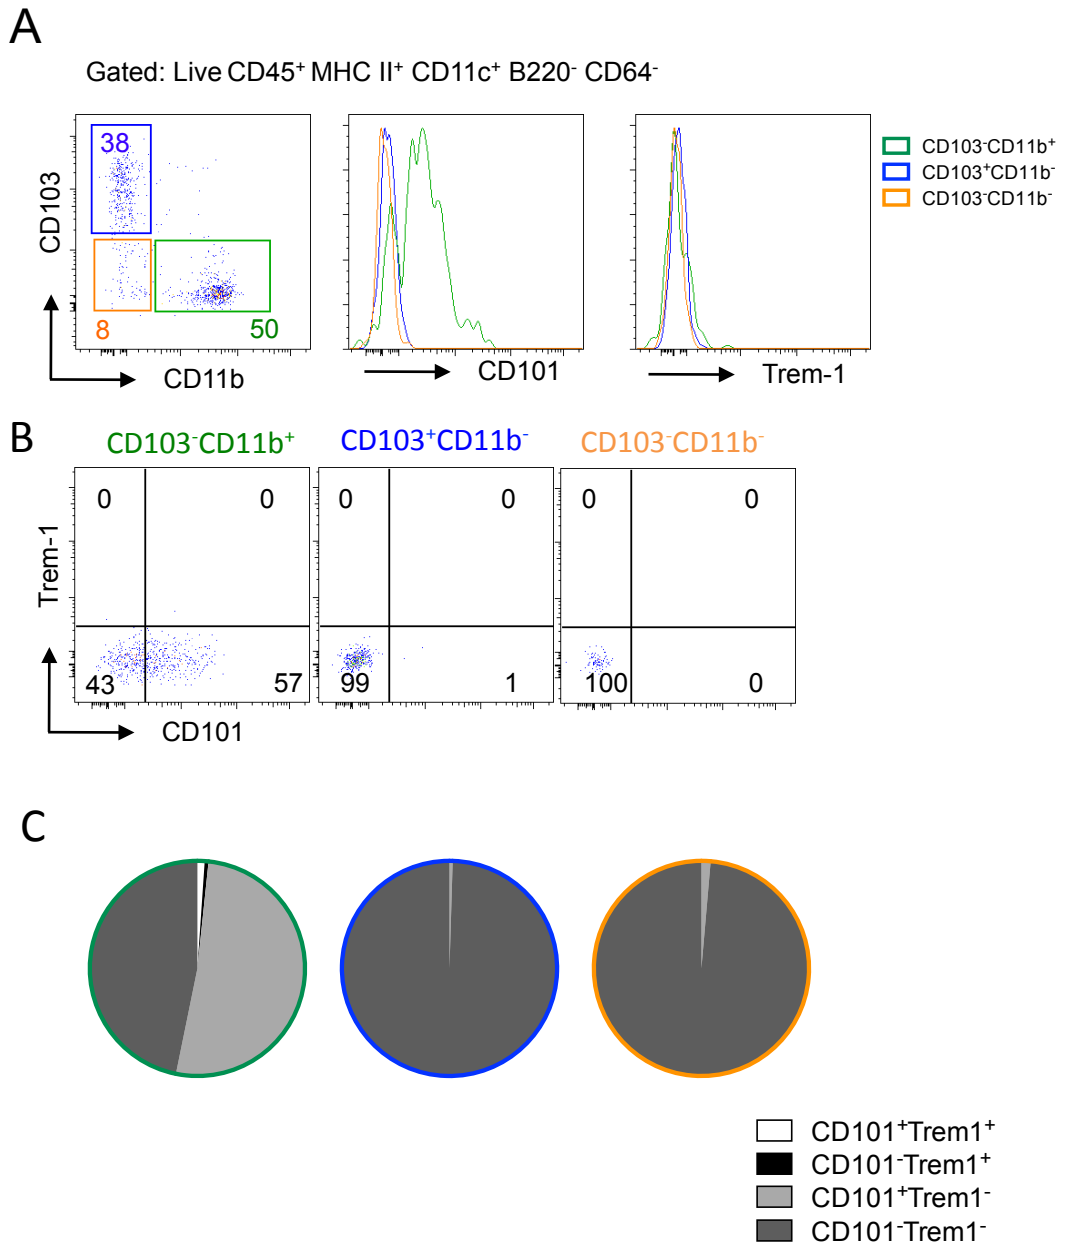 A
Gated: Live CD45⁺ MHC II⁺ CD11c⁺ B220⁻ CD64⁻
38
8
50
CD103
CD11b
CD101
Trem-1
CD103⁻CD11b⁺
CD103⁺CD11b⁻
CD103⁻CD11b⁻
B
CD103⁻CD11b⁺
CD103⁺CD11b⁻
CD103⁻CD11b⁻
0 0
0 0
0 0
43 57
99 1
100 0
Trem-1
CD101
C
CD101⁺Trem1⁺
CD101⁻Trem1⁺
CD101⁺Trem1⁻
CD101⁻Trem1⁻